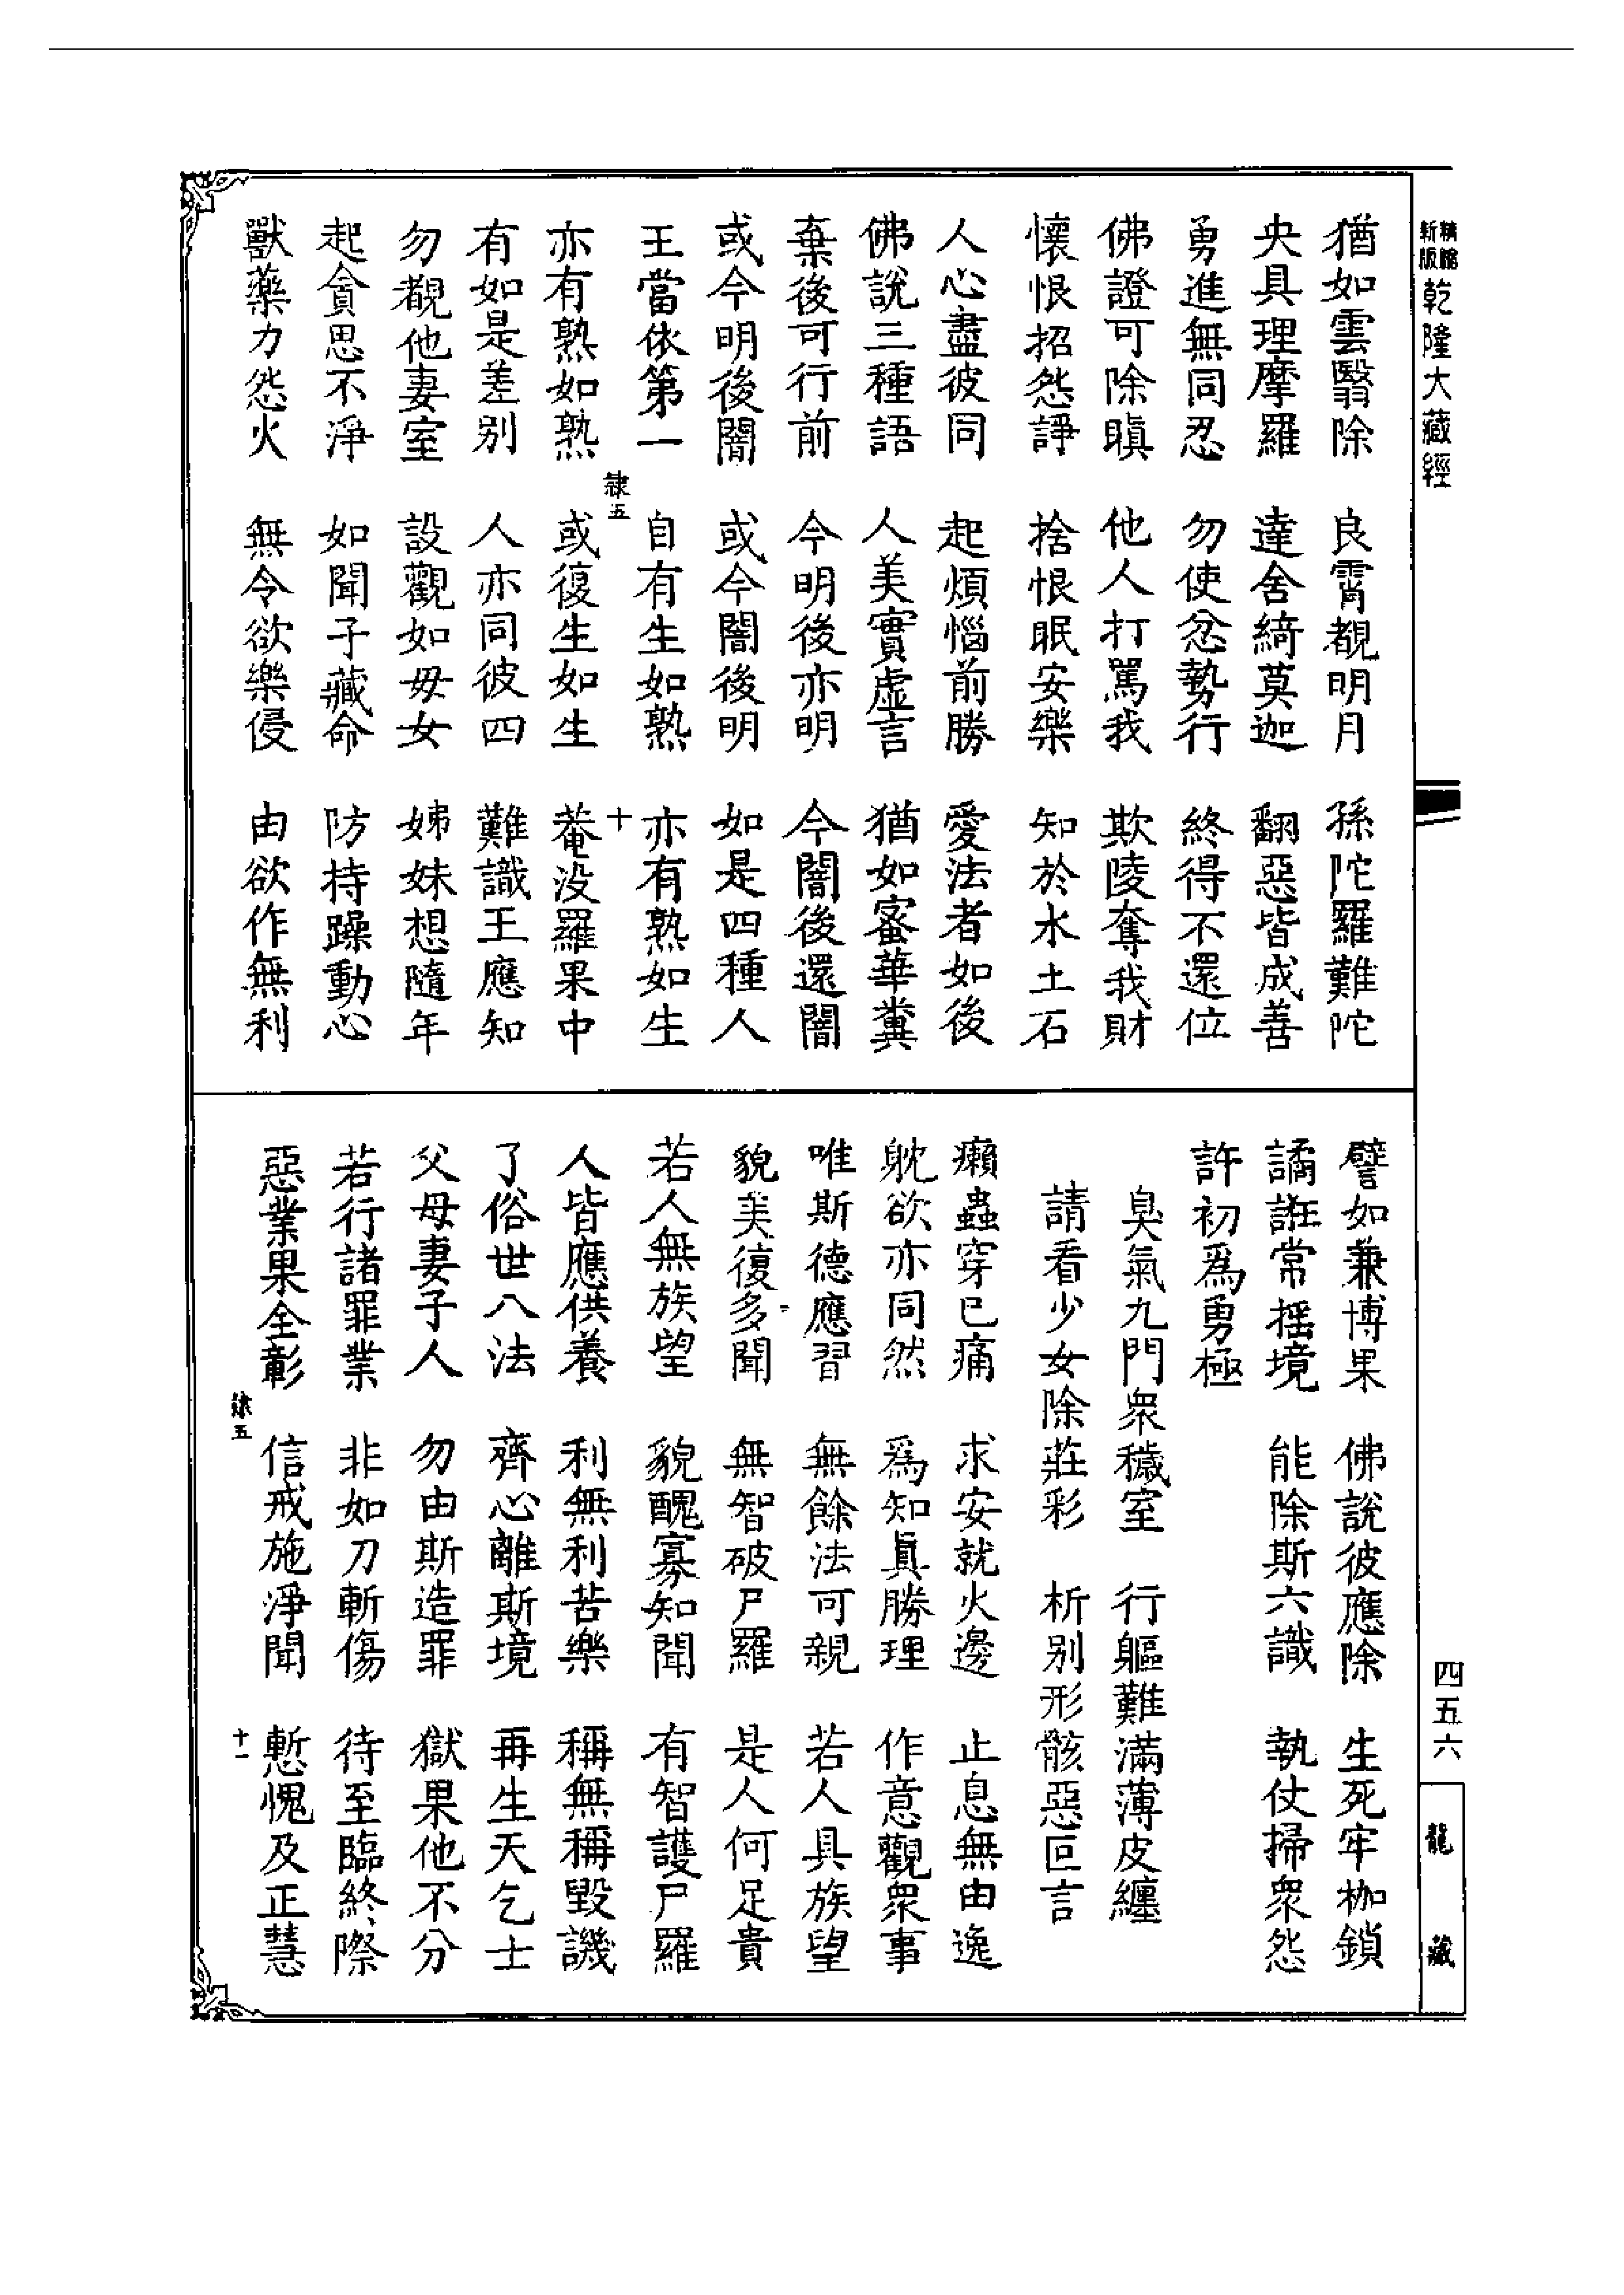 新版精縮乾隆大藏經
猶如雲翳除　良霄覩明月　孫陀羅難陀
央具理摩羅　達舍綺莫迦　翻惡皆成善
勇進無同忍　勿使忿勢行　終得不還位
佛證可除瞋　他人打罵我　欺陵奪我財
懷恨招怨諍　捨恨眠安樂　知於水土石
人心盡彼同　起煩惱前勝　愛法者如後
佛說三種語　人美實虛言　猶如蜜華糞
棄後可行前　今明後亦明　今闇後還闇
或今明後闇　或今闇後明　如是四種人
王當依第一　自有生如熟　亦有熟如生
隸五　十
亦有熟如熟　或復生如生　菴没羅果中
有如是差别　人亦同彼四　難識王應知
勿覩他妻室　設觀如母女　姊妹想隨年
起貪思不淨　如聞子藏命　防持躁動心
獸藥力怨火　無令欲樂侵　由欲作無利
譬如兼博果　佛說彼應除　生死牢枷鎖
譎誑常搖境　能除斯六識　執仗掃衆怨
許初爲勇極
臭氣九門衆穢室　行軀難滿薄皮纏
請看少女除莊彩　析别形骸惡叵言
癩蟲穿已痛　求安就火邊　止息無由逸
躭欲亦同然　爲知真勝理　作意觀衆事
唯斯德應習　無餘法可親　若人具族望
貌美復多聞　無智破尸羅　是人何足貴
若人無族望　貌醜寡知聞　有智護尸羅
人皆應供養　利無利苦樂　稱無稱毀譏
了俗世八法　齊心離斯境　再生天乞士
父母妻子人　勿由斯造罪　獄果他不分
若行諸罪業　非如刀斬傷　待至臨終際
惡業果全彰　信戒施淨聞　慙愧及正慧
隸五　十一
四五六
龍藏